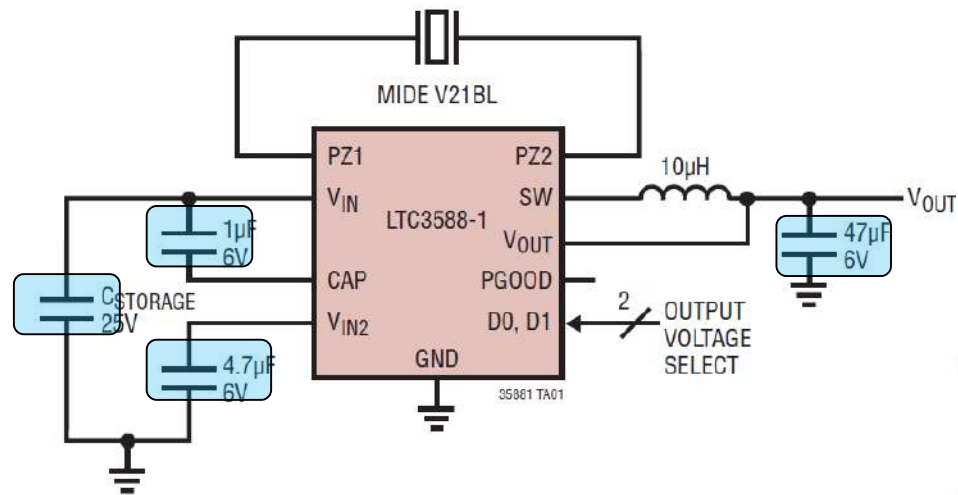 MIDE V21BL
PZ1
PZ2
10µH
VIN
SW
VOUT
1µF
6V
LTC3588-1
VOUT
47µF
6V
CAP
PGOOD
CSTORAGE
25V
VIN2
D0, D1
2
OUTPUT
VOLTAGE
SELECT
4.7µF
6V
GND
35881 TA01